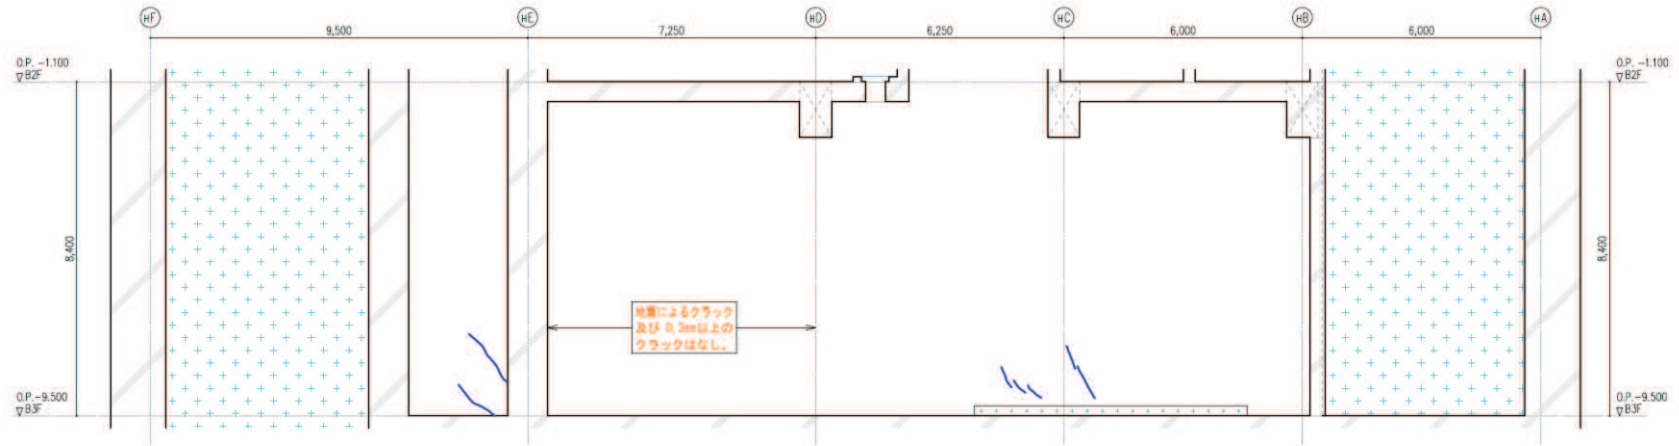 HF
HE
HD
HC
HB
HA
9,500
7,250
6,250
6,000
6,000
O.P. -1.100
▽B2F
O.P. -1.100
▽B2F
8,400
8,400
地震によるクラック
及び 0.3mm以上の
クラックはなし。
O.P.-9.500
▽B3F
O.P.-9.500
▽B3F